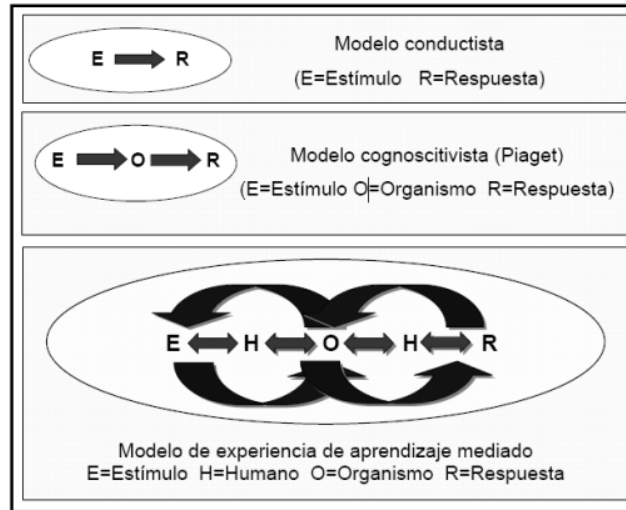 E R
Modelo conductista
(E=Estímulo R=Respuesta)
E O R
Modelo cognoscitivista (Piaget)
(E=Estímulo O=Organismo R=Respuesta)
E H O H R
Modelo de experiencia de aprendizaje mediado
E=Estímulo H=Humano O=Organismo R=Respuesta